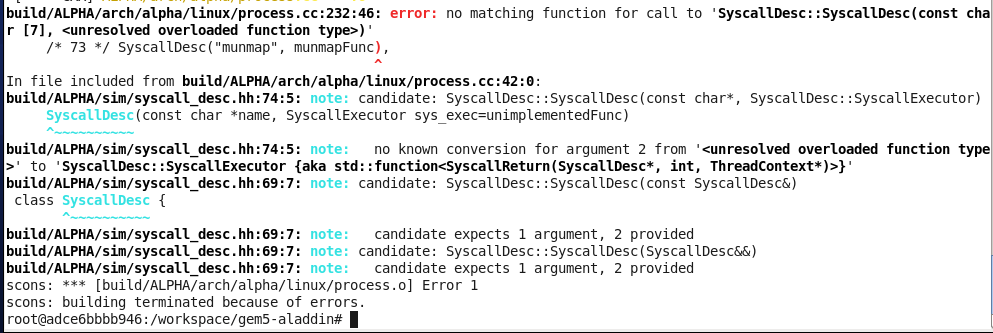 build/ALPHA/arch/alpha/linux/process.cc:232:46: error: no matching function for call to 'SyscallDesc::SyscallDesc(const cha
r [7], <unresolved overloaded function type>)'
     /* 73 */ SyscallDesc("munmap", munmapFunc),
                                              ^
In file included from build/ALPHA/arch/alpha/linux/process.cc:42:0:
build/ALPHA/sim/syscall_desc.hh:74:5: note: candidate: SyscallDesc::SyscallDesc(const char*, SyscallDesc::SyscallExecutor)
     SyscallDesc(const char *name, SyscallExecutor sys_exec=unimplementedFunc)
     ^~~~~~~~~~~
build/ALPHA/sim/syscall_desc.hh:74:5: note:   no known conversion for argument 2 from '<unresolved overloaded function type
>' to 'SyscallDesc::SyscallExecutor {aka std::function<SyscallReturn(SyscallDesc*, int, ThreadContext*)>}'
build/ALPHA/sim/syscall_desc.hh:69:7: note: candidate: SyscallDesc::SyscallDesc(const SyscallDesc&)
 class SyscallDesc {
       ^~~~~~~~~~~
build/ALPHA/sim/syscall_desc.hh:69:7: note:   candidate expects 1 argument, 2 provided
build/ALPHA/sim/syscall_desc.hh:69:7: note: candidate: SyscallDesc::SyscallDesc(SyscallDesc&&)
build/ALPHA/sim/syscall_desc.hh:69:7: note:   candidate expects 1 argument, 2 provided
scons: *** [build/ALPHA/arch/alpha/linux/process.o] Error 1
scons: building terminated because of errors.
root@adce6bbbb946:/workspace/gem5-aladdin#